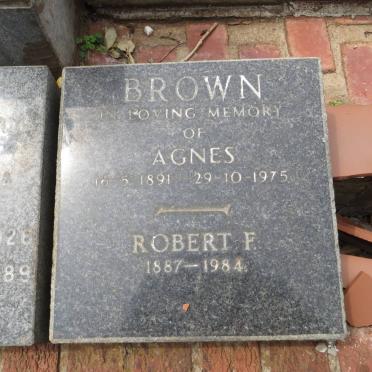 BROWN
IN LOVING MEMORY
OF
AGNES
16-5-1891 - 29-10-1975
ROBERT F.
1887-1984